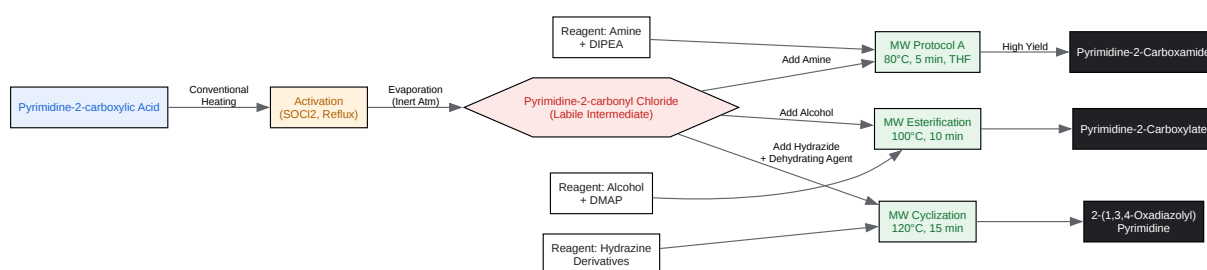 Reagent: Amine
+ DIPEA
MW Protocol A
80°C, 5 min, THF
High Yield
Pyrimidine-2-Carboxamide
Add Amine
Pyrimidine-2-carboxylic Acid
Conventional
Heating
Activation
(SOCl2, Reflux)
Evaporation
(Inert Atm)
Pyrimidine-2-carbonyl Chloride
(Labile Intermediate)
Add Alcohol
MW Esterification
100°C, 10 min
Pyrimidine-2-Carboxylate
Add Hydrazide
+ Dehydrating Agent
Reagent: Alcohol
+ DMAP
MW Cyclization
120°C, 15 min
2-(1,3,4-Oxadiazolyl)
Pyrimidine
Reagent: Hydrazine
Derivatives